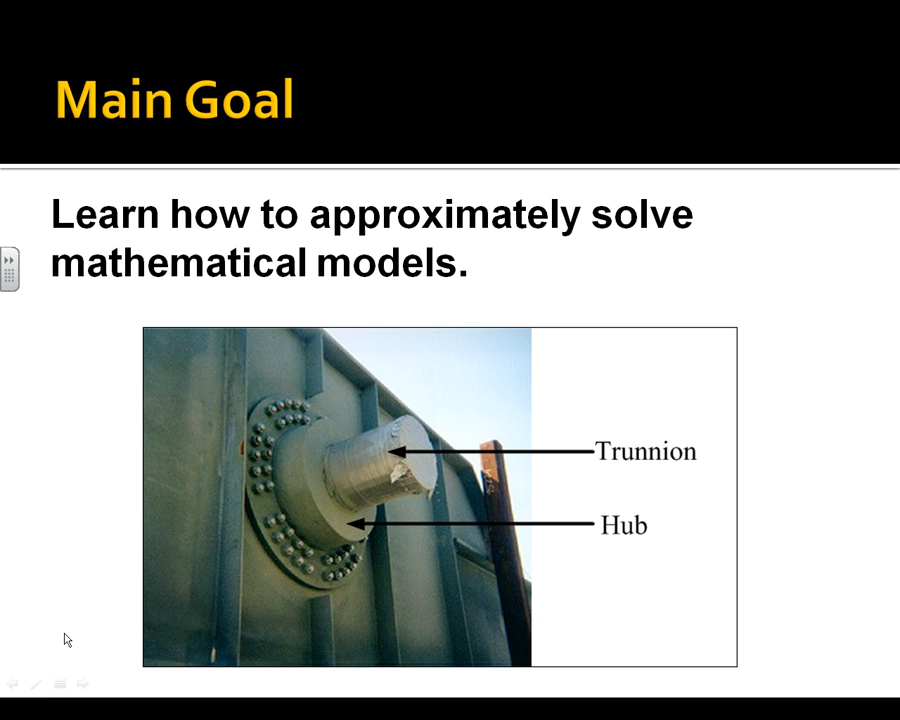 Main Goal
Learn how to approximately solve
mathematical models.
Trunnion
Hub